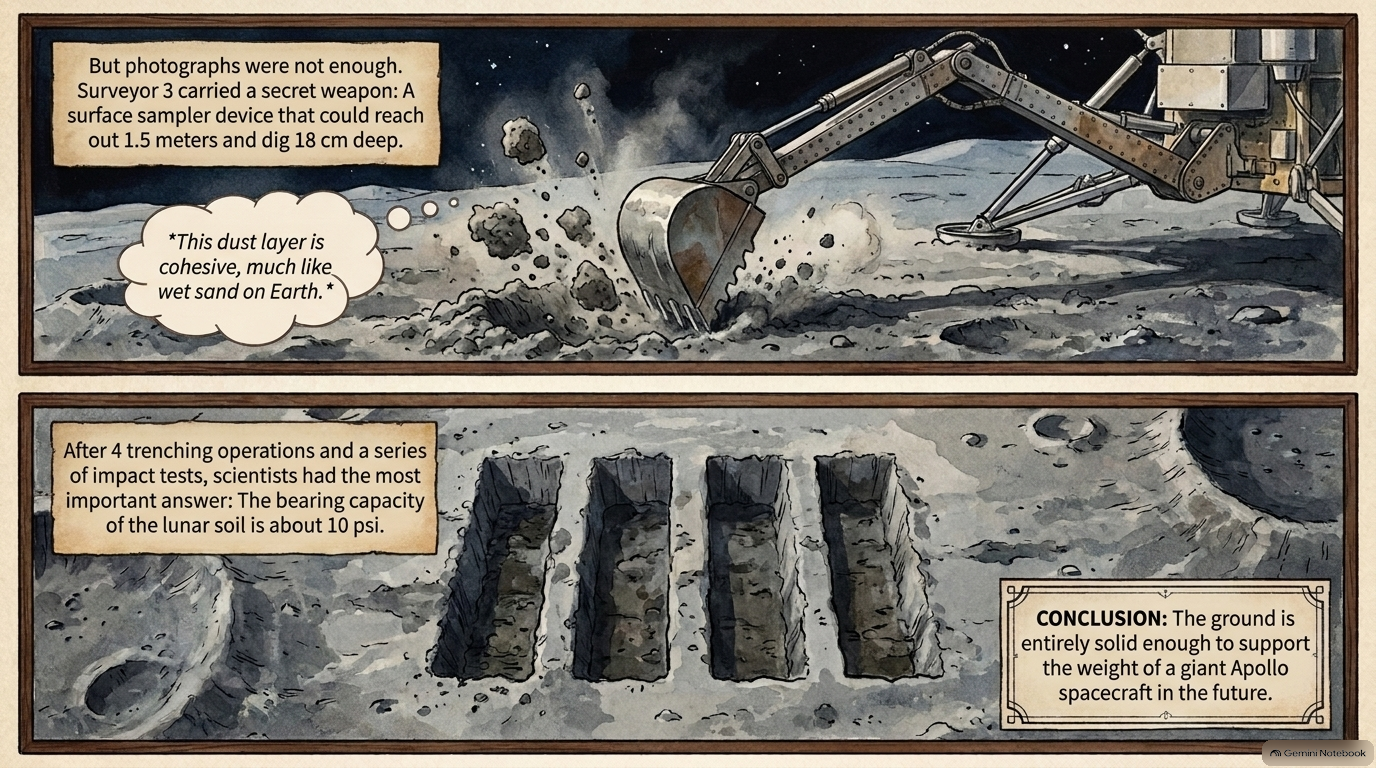 But photographs were not enough.
Surveyor 3 carried a secret weapon: A
surface sampler device that could reach
out 1.5 meters and dig 18 cm deep.
*This dust layer is
cohesive, much like
wet sand on Earth.*
After 4 trenching operations and a series
of impact tests, scientists had the most
important answer: The bearing capacity
of the lunar soil is about 10 psi.
CONCLUSION: The ground is
entirely solid enough to support
the weight of a giant Apollo
spacecraft in the future.
Gemini Notebook